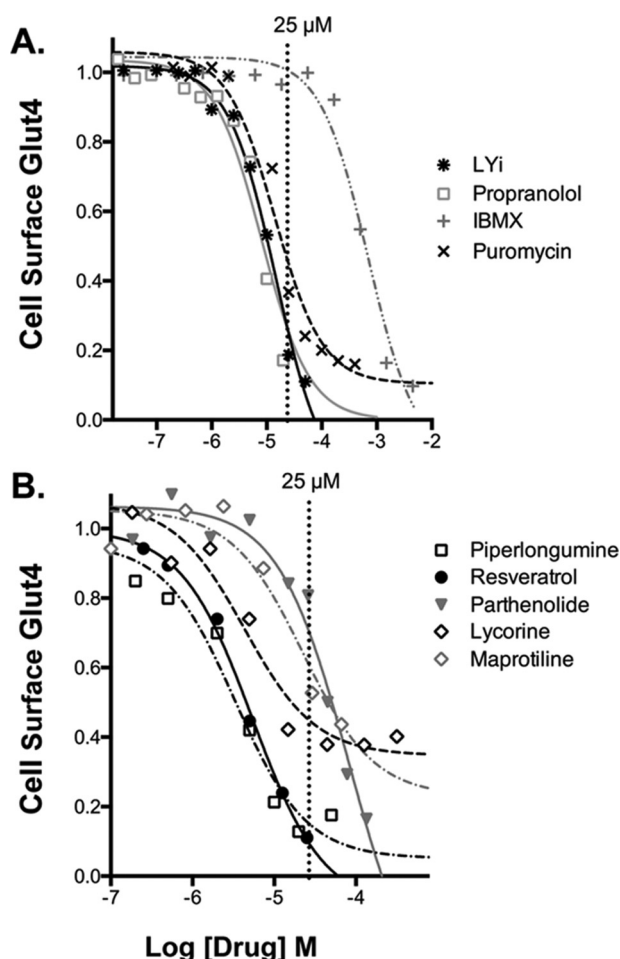 A.
25 μM
Cell Surface Glut4
1.0
0.8
0.6
0.4
0.2
0.0
-7 -6 -5 -4 -3 -2
LYi
Propranolol
IBMX
Puromycin
B.
25 μM
Cell Surface Glut4
1.0
0.8
0.6
0.4
0.2
0.0
-7 -6 -5 -4
Piperlongumine
Resveratrol
Parthenolide
Lycorine
Maprotiline
Log [Drug] M